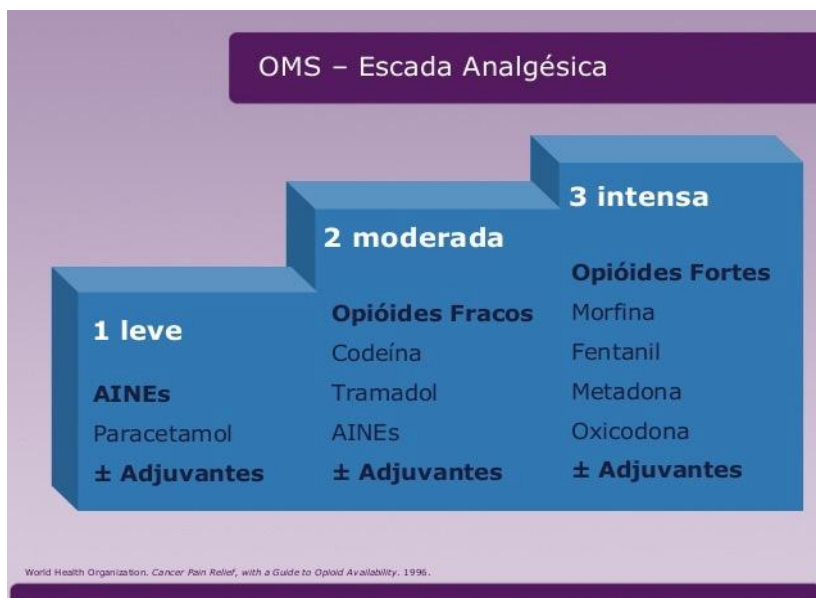 OMS – Escada Analgésica
1 leve
AINEs
Paracetamol
± Adjuvantes
2 moderada
Opióides Fracos
Codeína
Tramadol
AINEs
± Adjuvantes
3 intensa
Opióides Fortes
Morfina
Fentanil
Metadona
Oxicodona
± Adjuvantes
World Health Organization. Cancer Pain Relief, with a Guide to Opioid Availability. 1996.